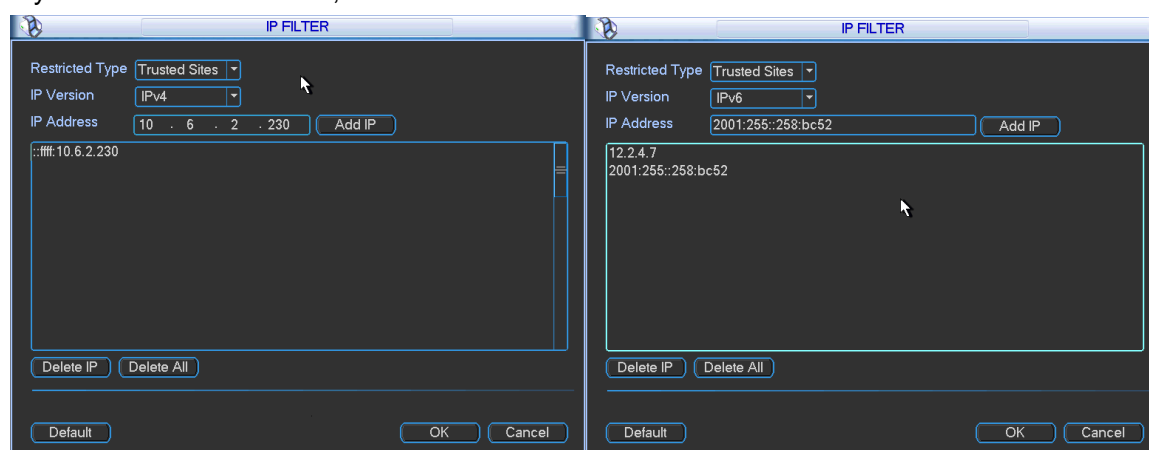 IP FILTER
Restricted Type Trusted Sites
IP Version IPv4
IP Address 10 . 6 . 2 . 230 Add IP
::ffff:10.6.2.230
Delete IP Delete All
Default OK Cancel
IP FILTER
Restricted Type Trusted Sites
IP Version IPv6
IP Address 2001:255::258:bc52 Add IP
12.2.4.7
2001:255::258:bc52
Delete IP Delete All
Default OK Cancel